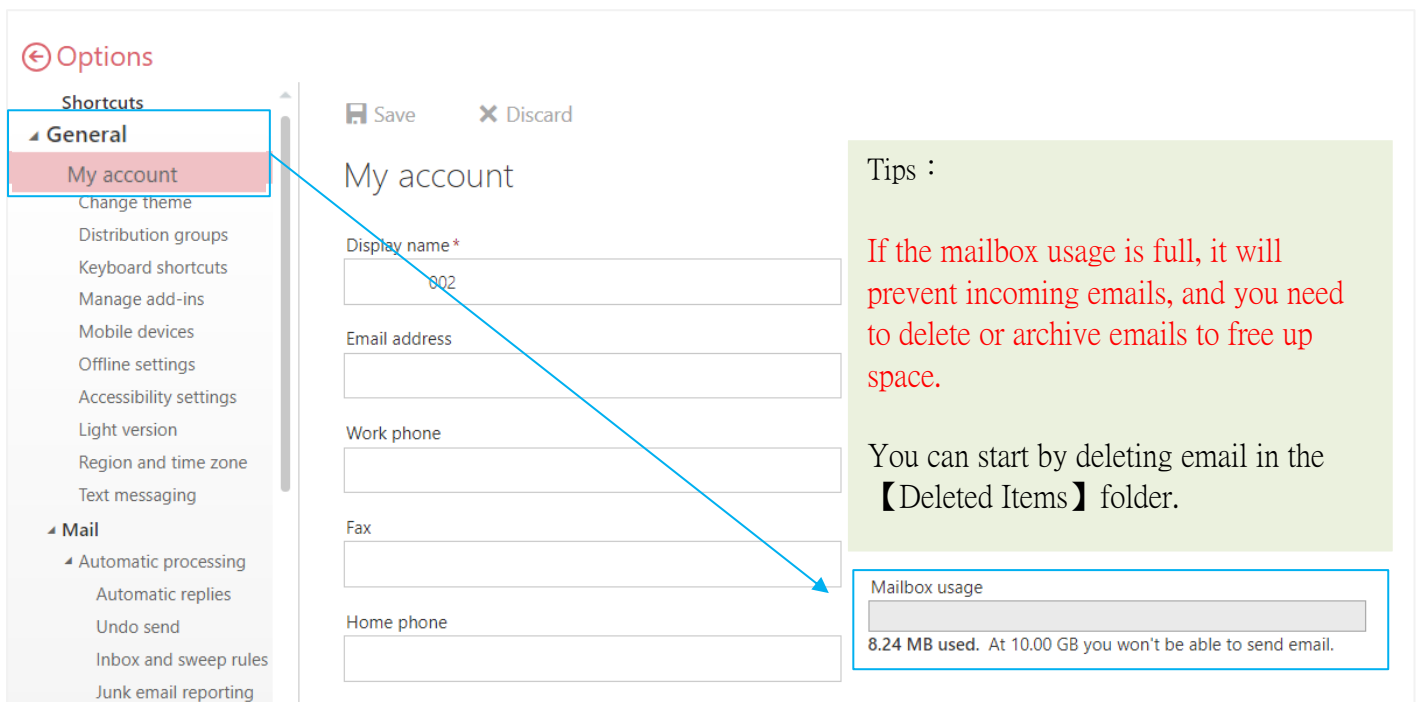 Options
Shortcuts
General
My account
Change theme
Distribution groups
Keyboard shortcuts
Manage add-ins
Mobile devices
Offline settings
Accessibility settings
Light version
Region and time zone
Text messaging
Mail
Automatic processing
Automatic replies
Undo send
Inbox and sweep rules
Junk email reporting
Save Discard
My account
Display name*
002
Email address
Work phone
Fax
Home phone
Tips：
If the mailbox usage is full, it will
prevent incoming emails, and you need
to delete or archive emails to free up
space.
You can start by deleting email in the
【Deleted Items】folder.
Mailbox usage
8.24 MB used. At 10.00 GB you won't be able to send email.